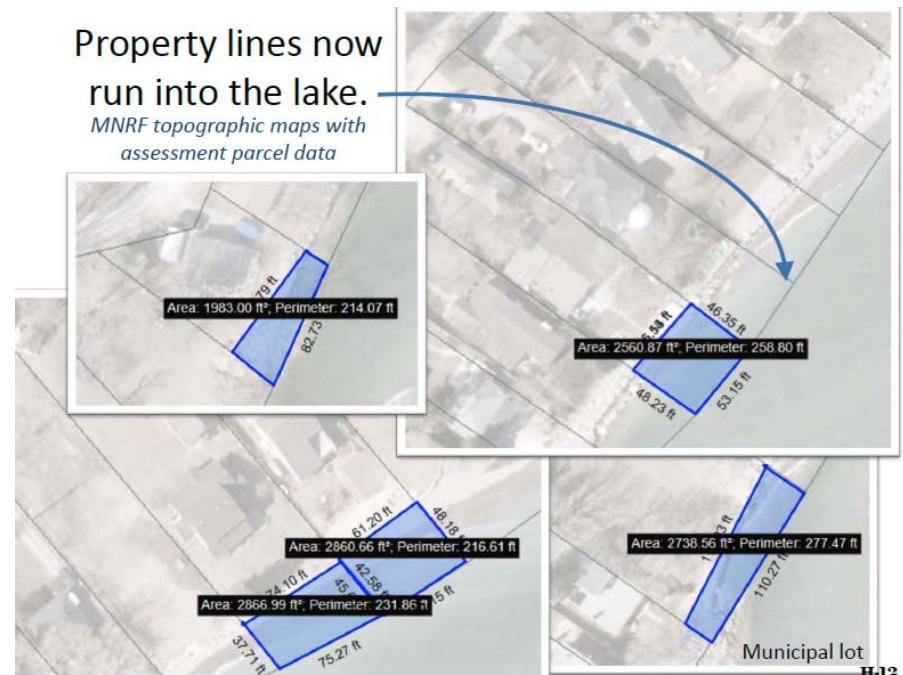 Property lines now
run into the lake.
MNRF topographic maps with
assessment parcel data
79 ft
Area: 1983.00 ft²; Perimeter: 214.07 ft
82.73
46.35 ft
Area: 2560.87 ft²; Perimeter: 258.80 ft
48.23 ft
53.15 ft
61.20 ft
48.18
Area: 2860.66 ft²; Perimeter: 216.61 ft
74.10 ft
42.58 ft
Area: 2866.99 ft²; Perimeter: 231.86 ft
15 ft
37.71 ft
75.27 ft
Area: 2738.56 ft²; Perimeter: 277.47 ft
110.27 ft
Municipal lot
H-12